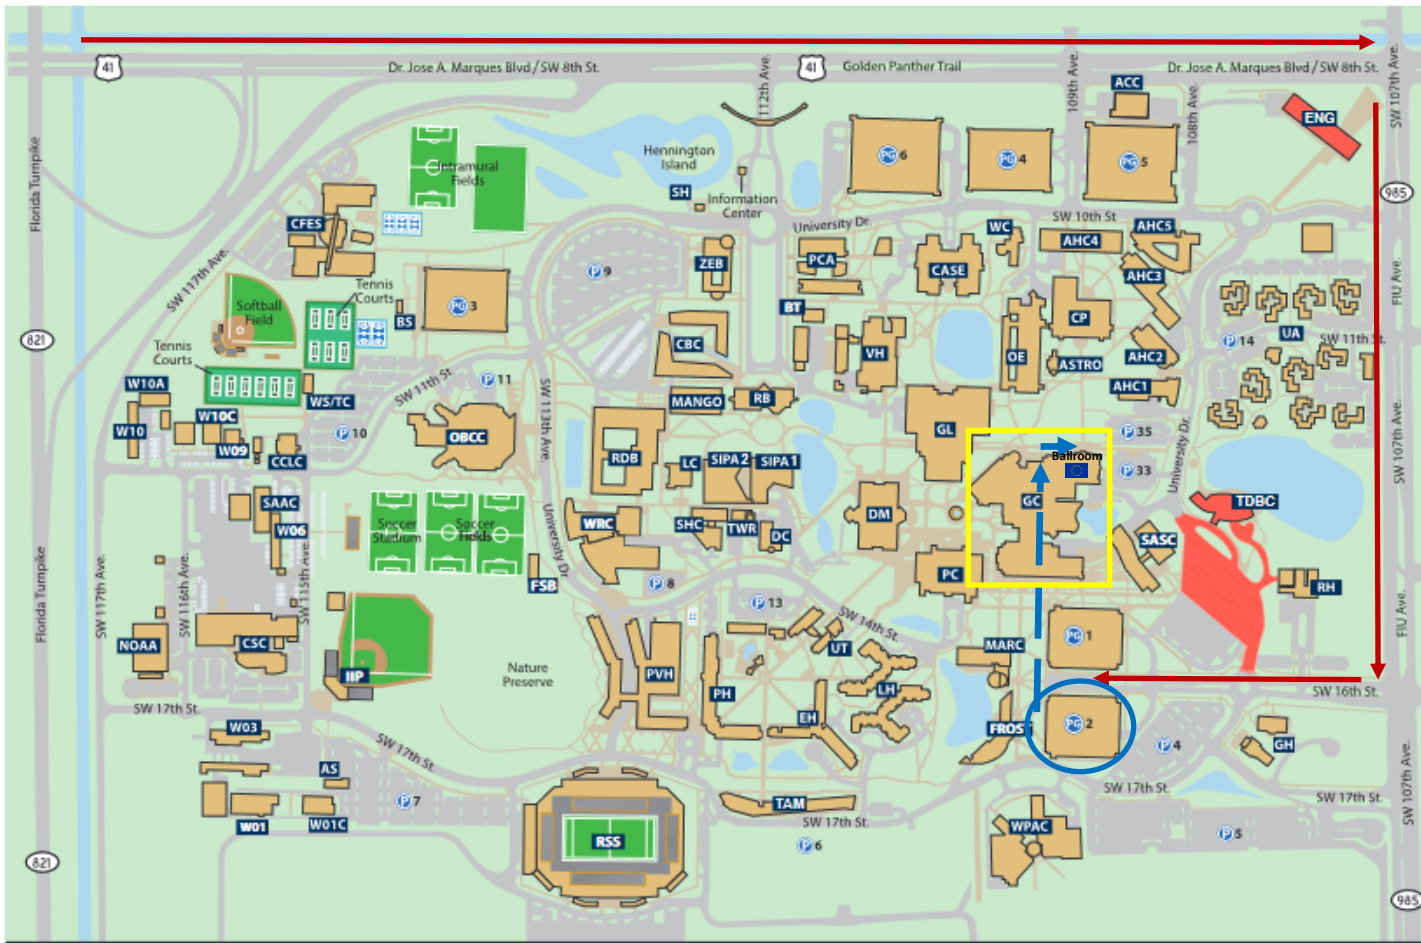 41
Dr. Jose A. Marques Blvd/SW 8th St.
112th Ave.
41
Golden Panther Trail
109th Ave.
Dr. Jose A. Marques Blvd/SW 8th St.
SW 107th Ave.
ACC
108th Ave.
ENG
Florida Turnpike
Intramural
Fields
Hennington
Island
SH
Information
Center
PG 6
PG 4
PG 5
985
CFES
University Dr.
SW 10th St
WC
AHC4
AHC5
SW 117th Ave.
P 9
ZEB
PCA
CASE
AHC3
FIU Ave.
Tennis
Courts
Softball
Field
BS
PG 3
BT
CP
821
Tennis
Courts
CBC
VH
OE
ASTRO
AHC2
P 14
UA
SW 11th St.
W10A
WS/TC
SW 11th St.
P 11
SW 113th Ave.
MANGO
RB
AHC1
W10C
W10
W09
CCLC
P 10
OBCC
RDB
LC
SIPA2
SIPA1
GL
P 35
Ballroom
P 33
University Dr.
SW 107th Ave.
SAAC
W06
Soccer
Stadium
Soccer
Fields
WRC
SHC
TWR
DC
DM
GC
TDBC
SASC
Florida Turnpike
SW 117th Ave.
SW 116th Ave.
SW 115th Ave.
University Dr.
FSB
P 8
PC
RH
FIU Ave.
P 13
SW 14th St.
NOAA
CSC
IIP
Nature
Preserve
PVH
PH
UT
LH
EH
MARC
PG 1
SW 16th St.
SW 17th St.
W03
SW 17th St.
FROST
PG 2
P 4
GH
AS
P 7
W01
W01C
TAM
SW 17th St.
SW 17th St.
SW 17th St.
SW 107th Ave.
RSS
P 6
WPAC
P 5
821
985